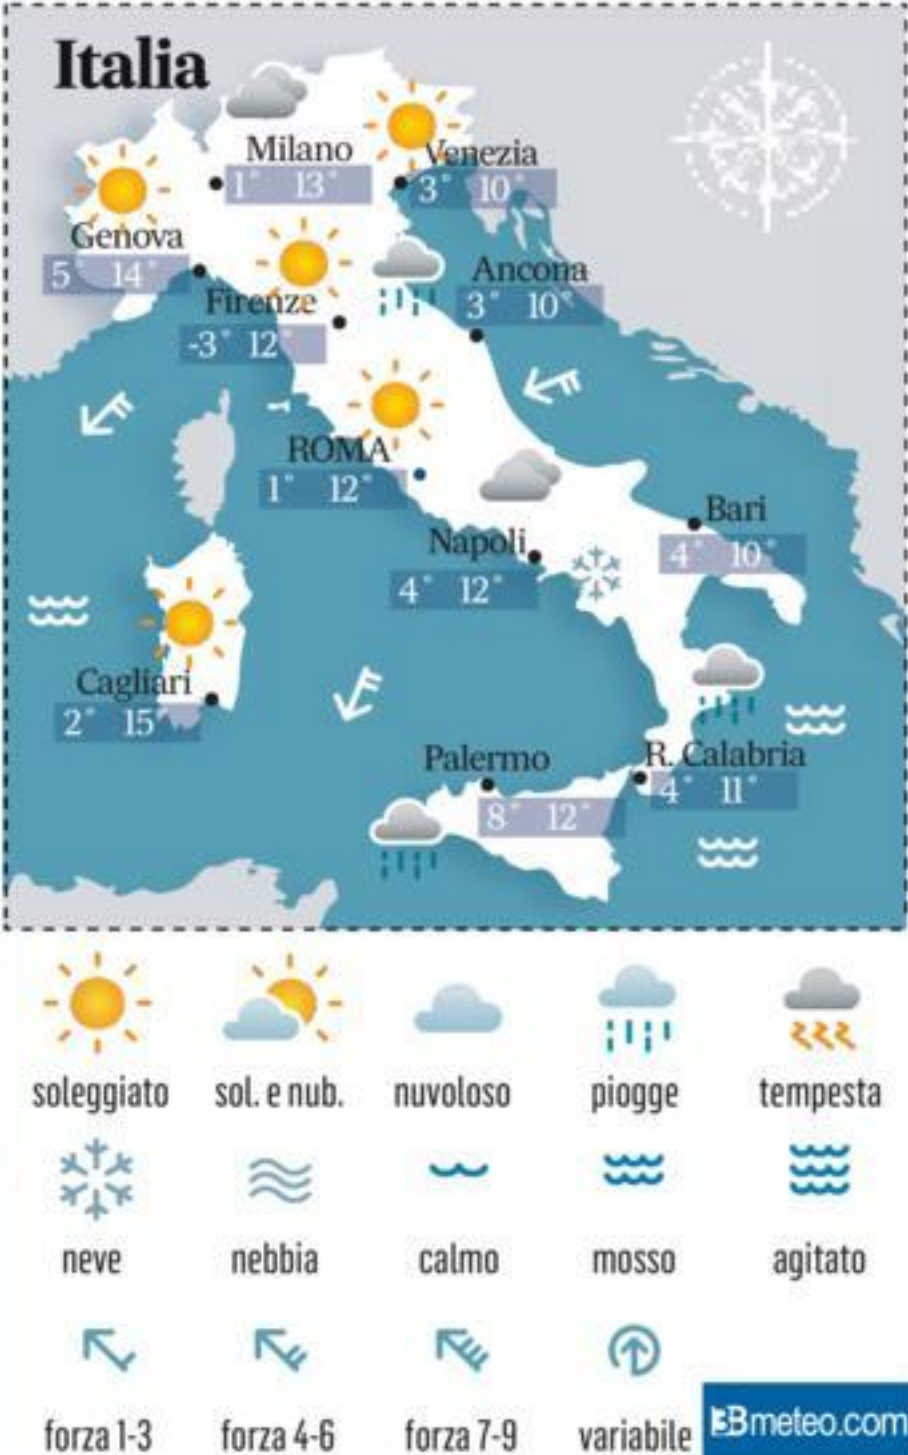 Italia
Milano
1° 13°
Venezia
3° 10°
Genova
5° 14°
Ancona
3° 10°
Firenze
-3° 12°
ROMA
1° 12°
Bari
4° 10°
Napoli
4° 12°
Cagliari
2° 15°
Palermo
8° 12°
R. Calabria
4° 11°
soleggiato sol. e nub. nuvoloso piogge tempesta
neve nebbia calmo mosso agitato
forza 1-3 forza 4-6 forza 7-9 variabile
3Bmeteo.com